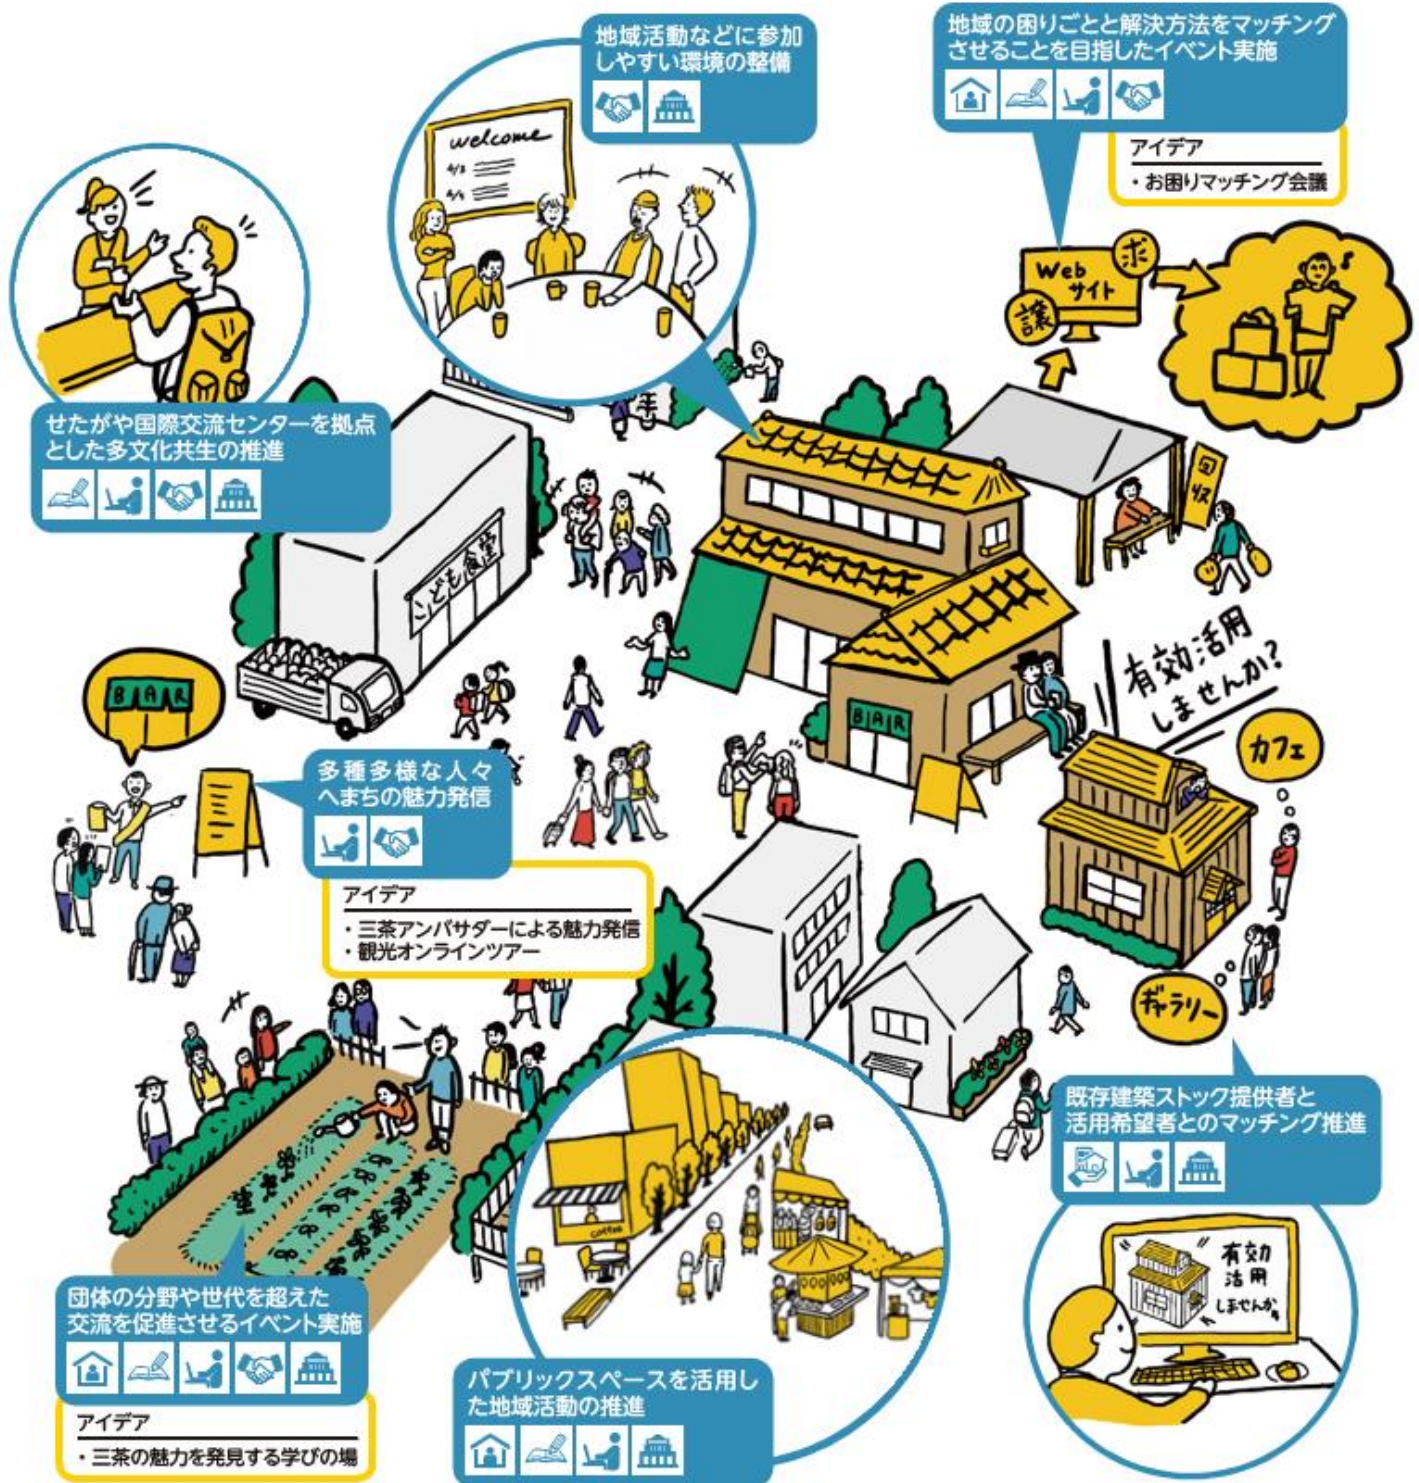 地域活動などに参加
しやすい環境の整備
地域の困りごとと解決方法をマッチング
させることを目指したイベント実施
アイデア
・お困りマッチング会議
welcome
4/3
Web
サイト
求
譲
せたがや国際交流センターを拠点
とした多文化共生の推進
こども食堂
回収
有効活用
しませんか?
BAR
BAR
カフェ
多種多様な人々
へまちの魅力発信
アイデア
・三茶アンバサダーによる魅力発信
・観光オンラインツアー
ギャラリー
既存建築ストック提供者と
活用希望者とのマッチング推進
coffee
有効
活用
しませんか
団体の分野や世代を超えた
交流を促進させるイベント実施
アイデア
・三茶の魅力を発見する学びの場
パブリックスペースを活用し
た地域活動の推進